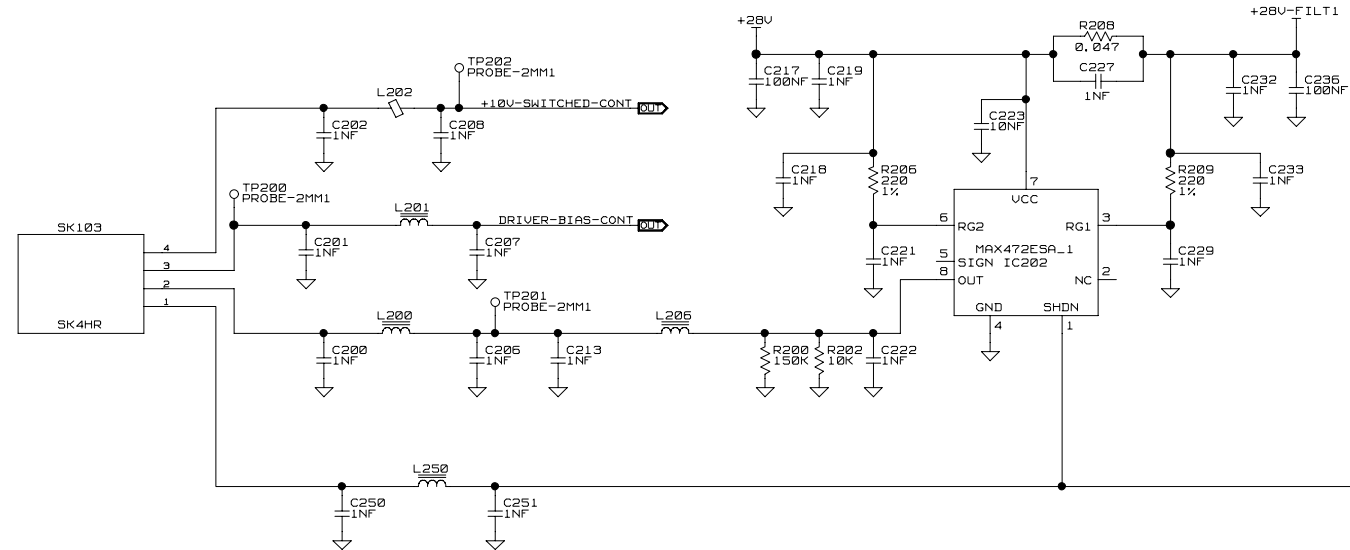 +28V
+28V-FILT1
R208
0.047
C227
1NF
C217
100NF
C219
1NF
C232
1NF
C236
100NF
TP202
PROBE-2MM1
L202
+10V-SWITCHED-CONT
OUT
C202
1NF
C208
1NF
C223
10NF
C218
1NF
R206
220
1%
R209
220
1%
C233
1NF
TP200
PROBE-2MM1
L201
DRIVER-BIAS-CONT
OUT
C201
1NF
C207
1NF
7
VCC
6
RG2
RG1
3
MAX472ESA_1
5
SIGN
IC202
8
OUT
NC
2
GND
SHDN
4
1
C221
1NF
C229
1NF
SK103
4
3
2
1
SK4HR
TP201
PROBE-2MM1
L200
L206
C200
1NF
C206
1NF
C213
1NF
R200
150K
R202
10K
C222
1NF
L250
C250
1NF
C251
1NF